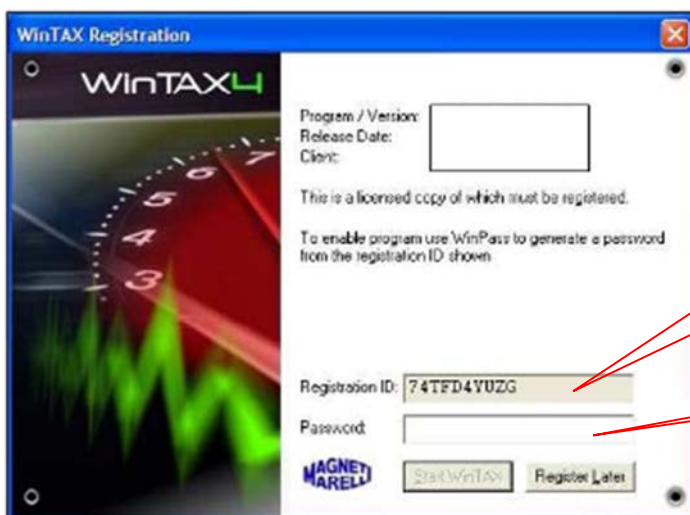 WinTAX Registration
WinTAX4
Program / Version:
Release Date:
Client:
This is a licensed copy of which must be registered.
To enable program use WinPass to generate a password
from the registration ID shown
7
6
5
4
3
Registration ID: 74TFD4YUZG
Password:
MAGNETI
MARELLI
Start WinTAX
Register Later